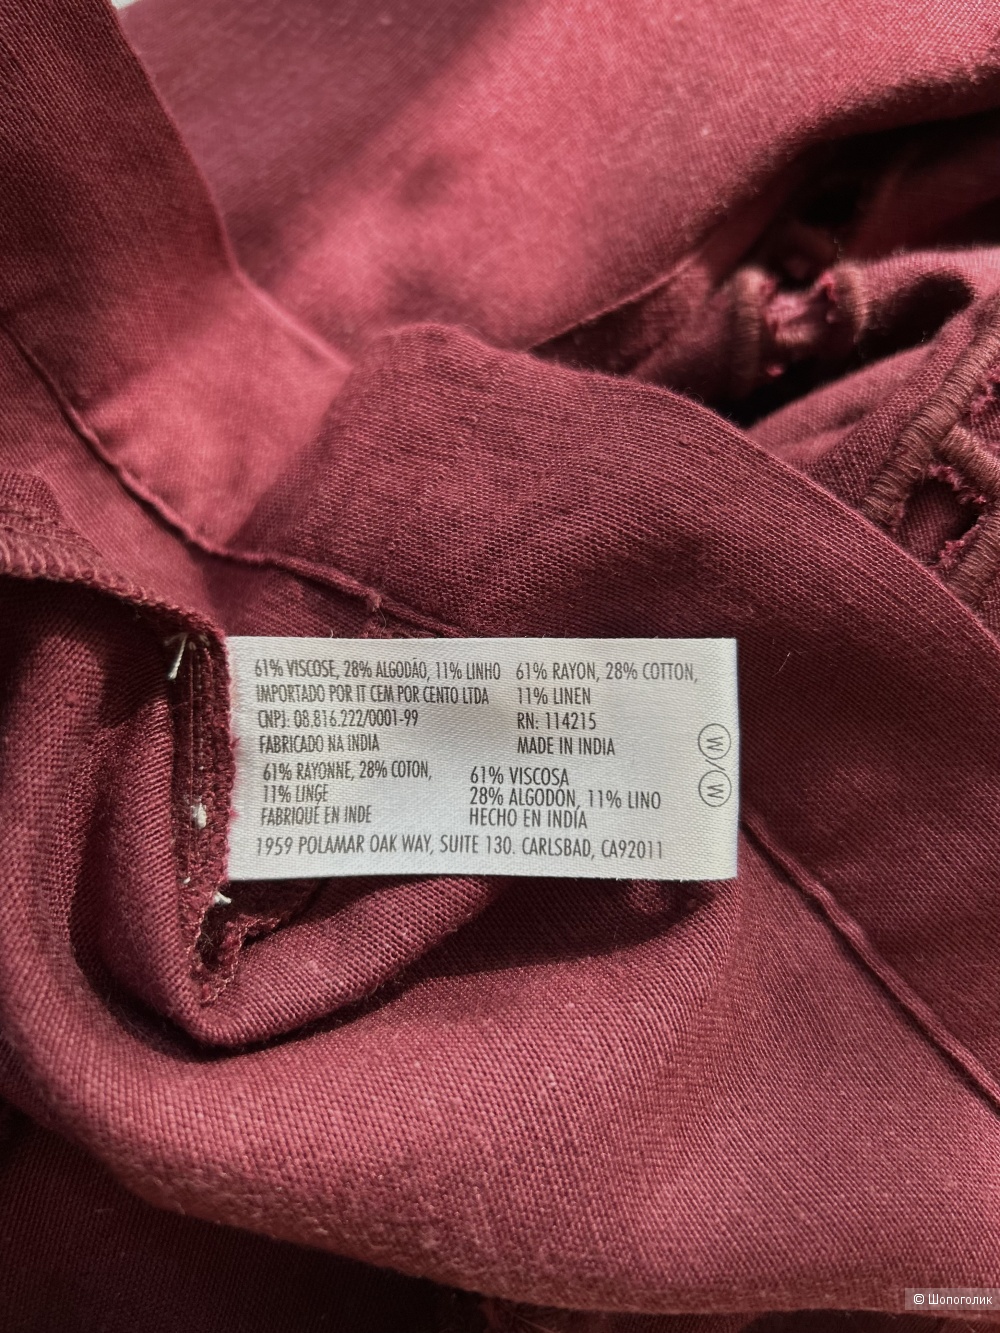 61% VISCOSE, 28% ALGODÃO, 11% LINHO
IMPORTADO POR IT CEM POR CENTO LTDA
CNPJ: 08.816.222/0001-99
FABRICADO NA INDIA
61% RAYON, 28% COTTON,
11% LINEN
RN: 114215
MADE IN INDIA
61% RAYONNE, 28% COTON,
11% LINGE
FABRIQUE EN INDE
61% VISCOSA
28% ALGODON, 11% LINO
HECHO EN INDIA
1959 POLAMAR OAK WAY, SUITE 130. CARLSBAD, CA92011
W/W
© Шопоголик